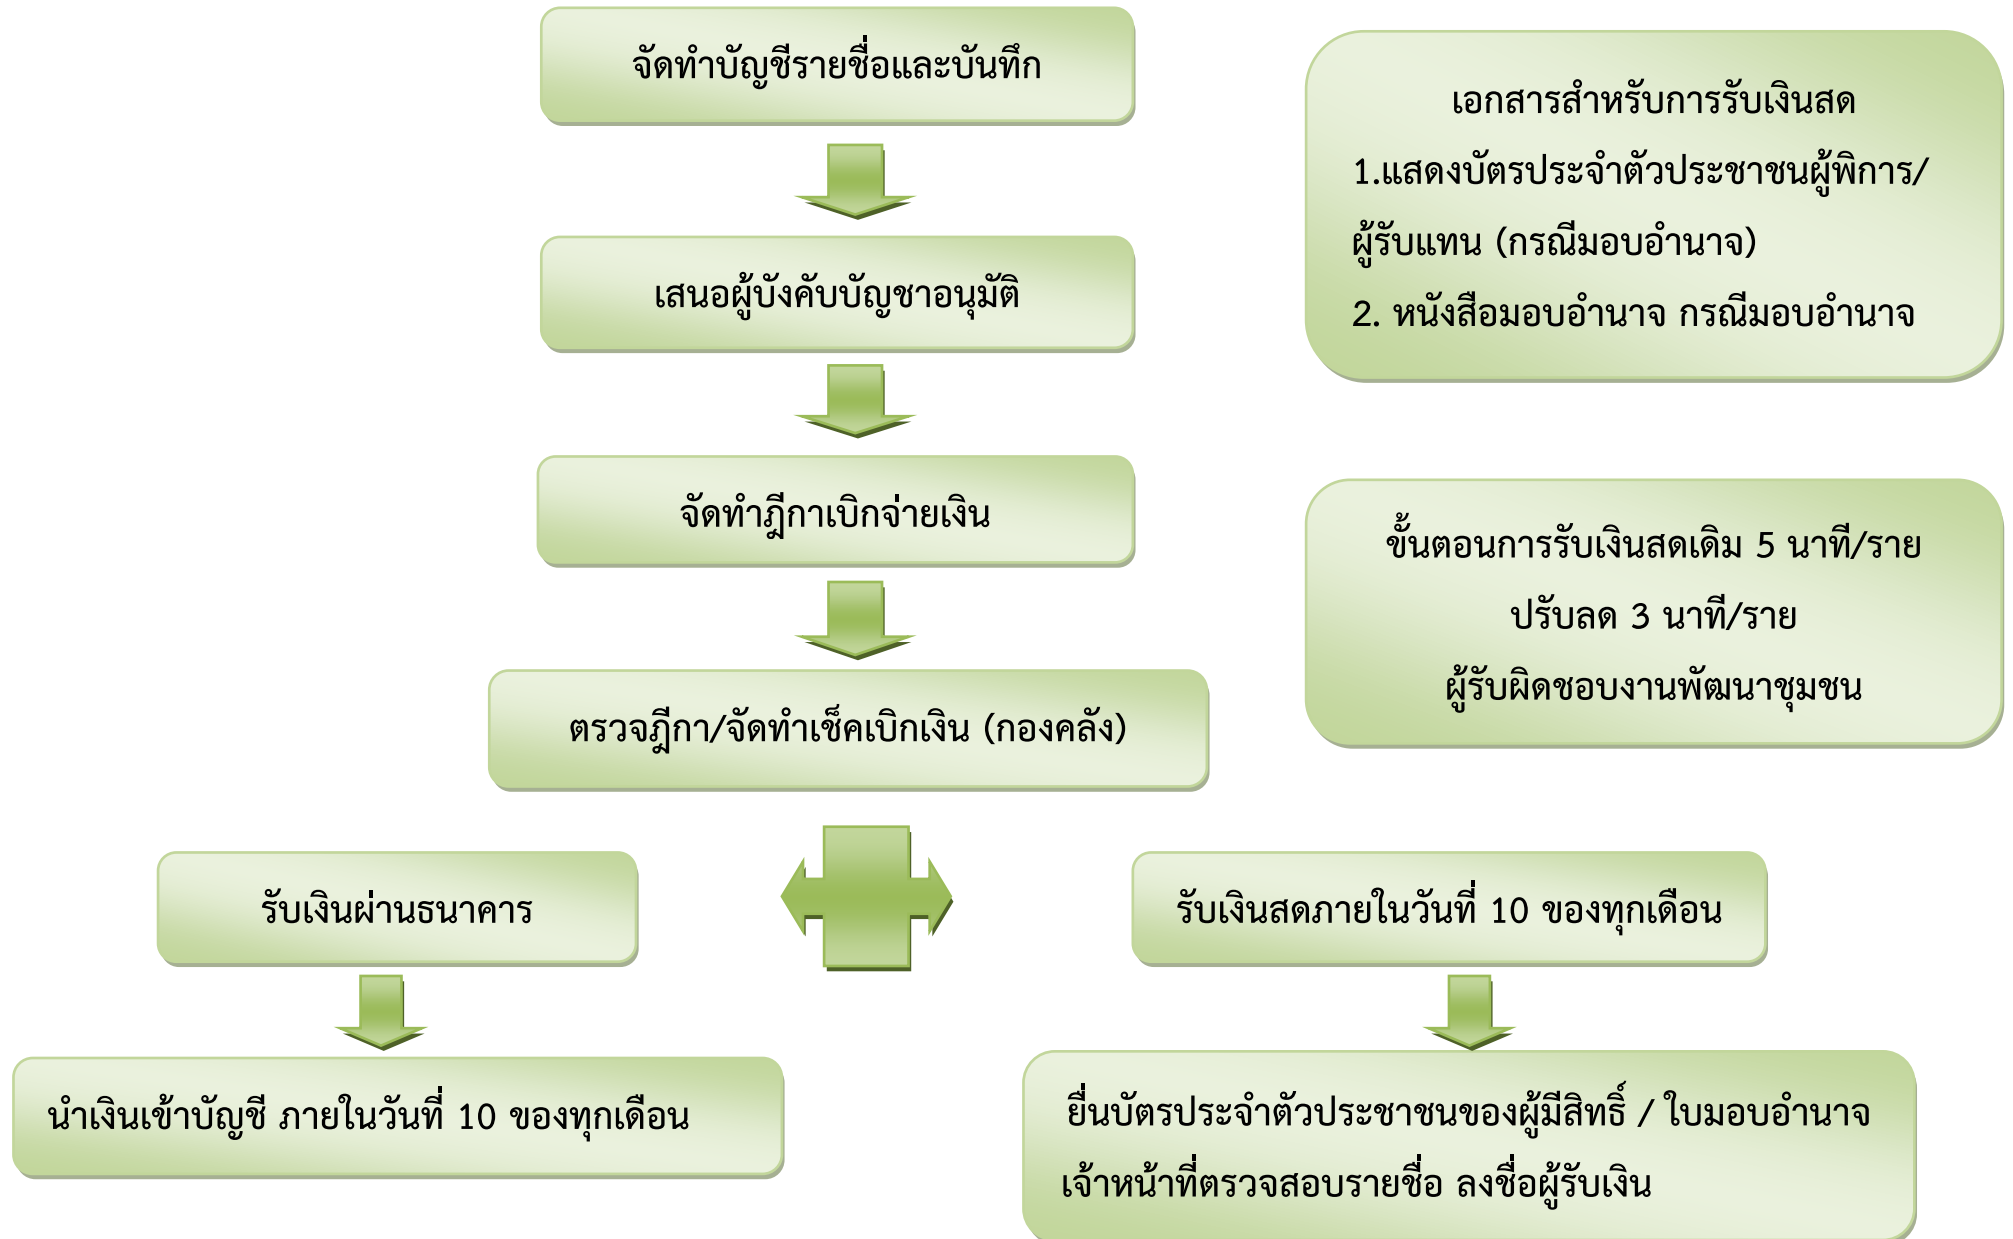 จัดทำบัญชีรายชื่อและบันทึก
เสนอผู้บังคับบัญชาอนุมัติ
จัดทำฎีกาเบิกจ่ายเงิน
ตรวจฎีกา/จัดทำเช็คเบิกเงิน (กองคลัง)
รับเงินผ่านธนาคาร
นำเงินเข้าบัญชี ภายในวันที่ 10 ของทุกเดือน
รับเงินสดภายในวันที่ 10 ของทุกเดือน
ยื่นบัตรประจำตัวประชาชนของผู้มีสิทธิ์ / ใบมอบอำนาจ
เจ้าหน้าที่ตรวจสอบรายชื่อ ลงชื่อผู้รับเงิน
เอกสารสำหรับการรับเงินสด
1.แสดงบัตรประจำตัวประชาชนผู้พิการ/
ผู้รับแทน (กรณีมอบอำนาจ)
2. หนังสือมอบอำนาจ กรณีมอบอำนาจ
ขั้นตอนการรับเงินสดเดิม 5 นาที/ราย
ปรับลด 3 นาที/ราย
ผู้รับผิดชอบงานพัฒนาชุมชน